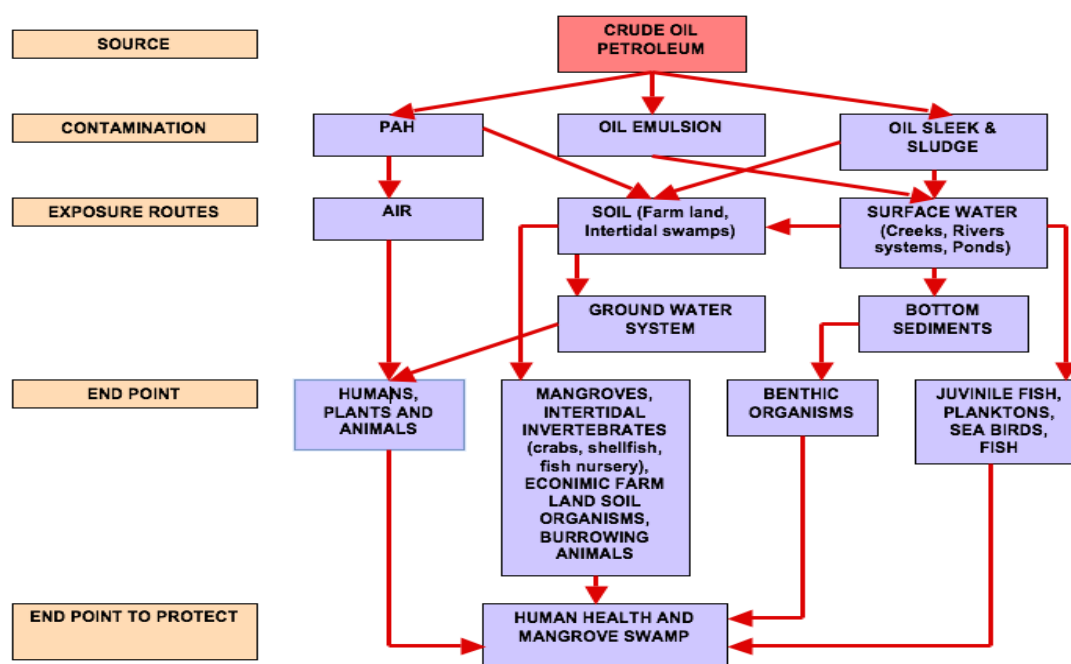 SOURCE
CRUDE OIL
PETROLEUM
CONTAMINATION
PAH
OIL EMULSION
OIL SLEEK &
SLUDGE
EXPOSURE ROUTES
AIR
SOIL (Farm land,
Intertidal swamps)
SURFACE WATER
(Creeks, Rivers
systems, Ponds)
GROUND WATER
SYSTEM
BOTTOM
SEDIMENTS
END POINT
HUMANS,
PLANTS AND
ANIMALS
MANGROVES,
INTERTIDAL
INVERTEBRATES
(crabs, shellfish,
fish nursery),
ECONIMIC FARM
LAND SOIL
ORGANISMS,
BURROWING
ANIMALS
BENTHIC
ORGANISMS
JUVINILE FISH,
PLANKTONS,
SEA BIRDS,
FISH
END POINT TO PROTECT
HUMAN HEALTH AND
MANGROVE SWAMP